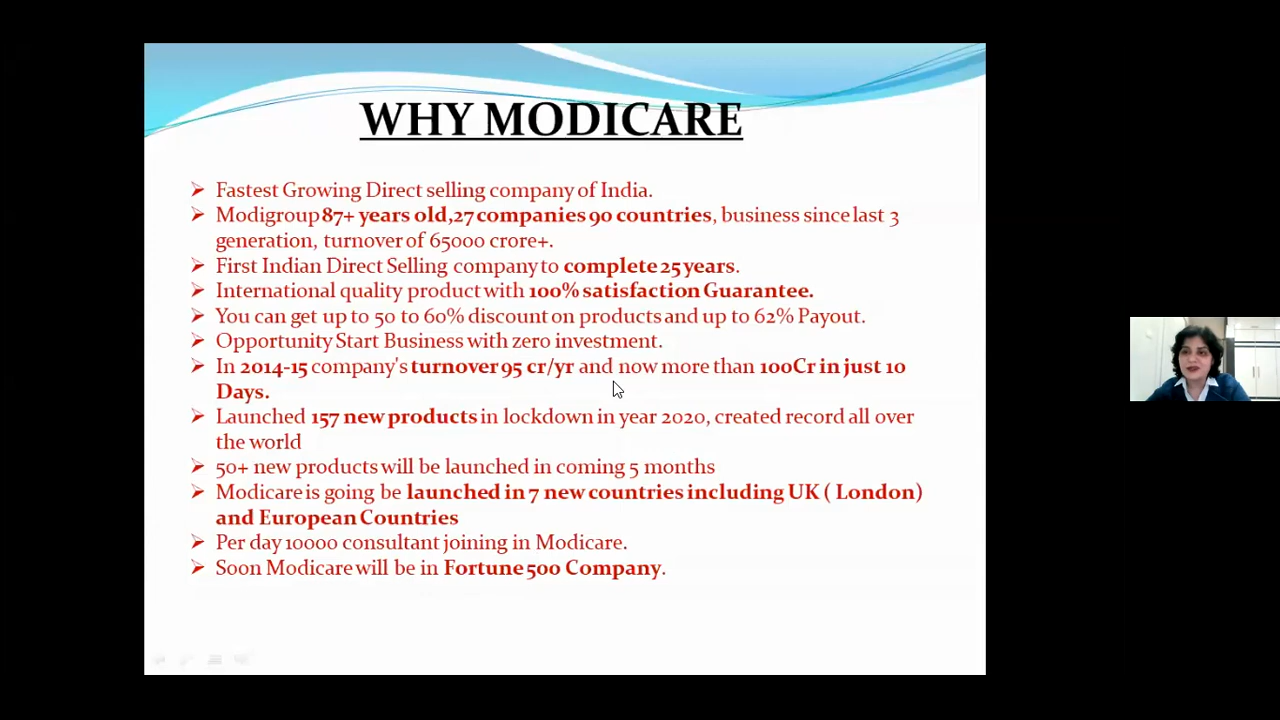 WHY MODICARE
Fastest Growing Direct selling company of India.
Modigroup 87+ years old,27 companies 90 countries, business since last 3
generation, turnover of 65000 crore+.
First Indian Direct Selling company to complete 25 years.
International quality product with 100% satisfaction Guarantee.
You can get up to 50 to 60% discount on products and up to 62% Payout.
Opportunity Start Business with zero investment.
In 2014-15 company's turnover 95 cr/yr and now more than 100Cr in just 10
Days.
Launched 157 new products in lockdown in year 2020, created record all over
the world
50+ new products will be launched in coming 5 months
Modicare is going be launched in 7 new countries including UK ( London)
and European Countries
Per day 10000 consultant joining in Modicare.
Soon Modicare will be in Fortune 500 Company.